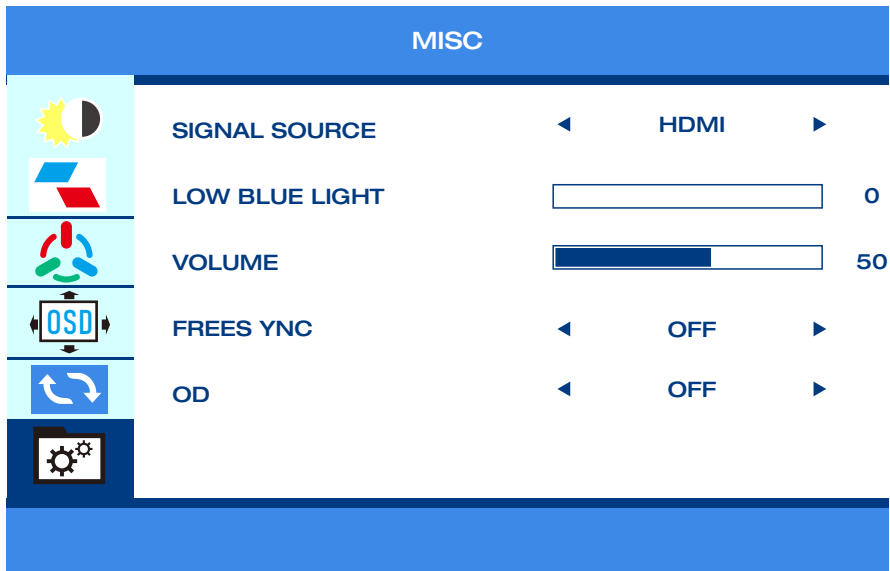 MISC
SIGNAL SOURCE HDMI
LOW BLUE LIGHT 0
VOLUME 50
FREES YNC OFF
OSD
OD OFF